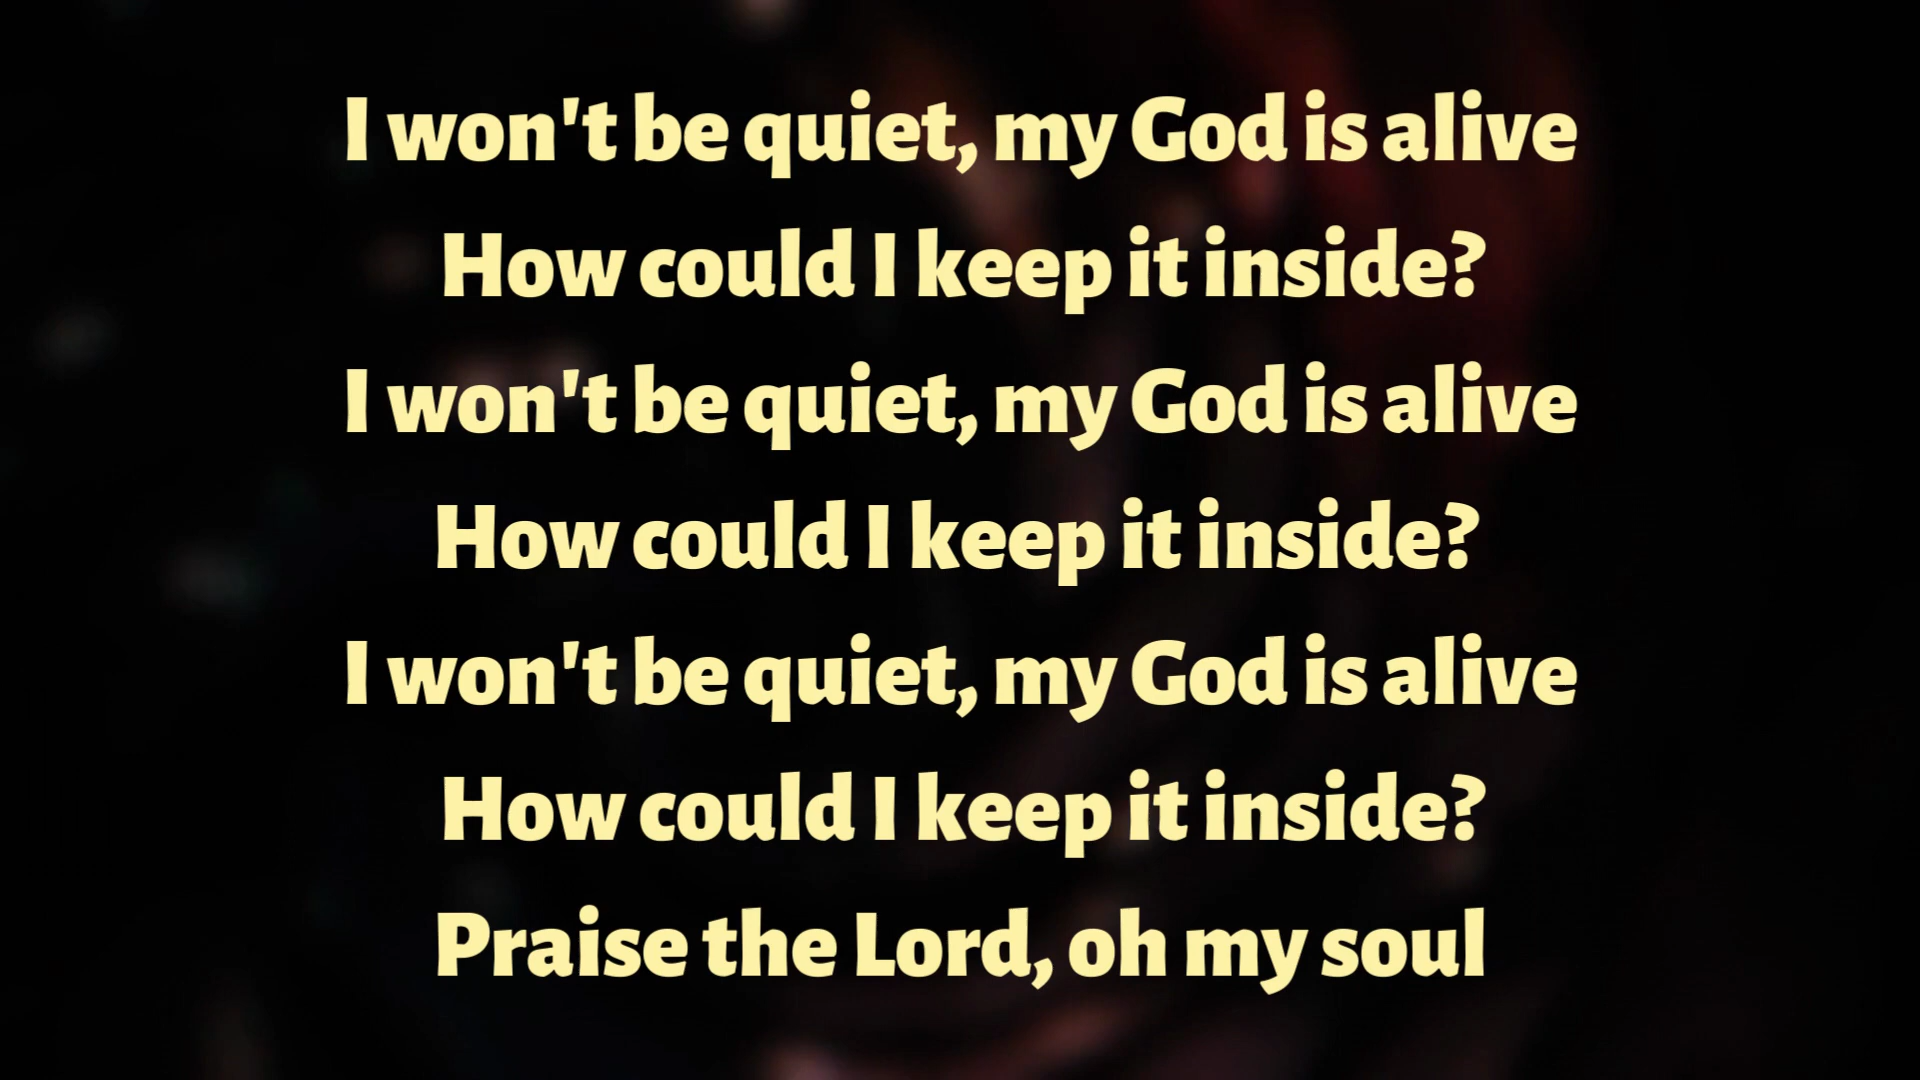 I won't be quiet, my God is alive
How could I keep it inside?
I won't be quiet, my God is alive
How could I keep it inside?
I won't be quiet, my God is alive
How could I keep it inside?
Praise the Lord, oh my soul